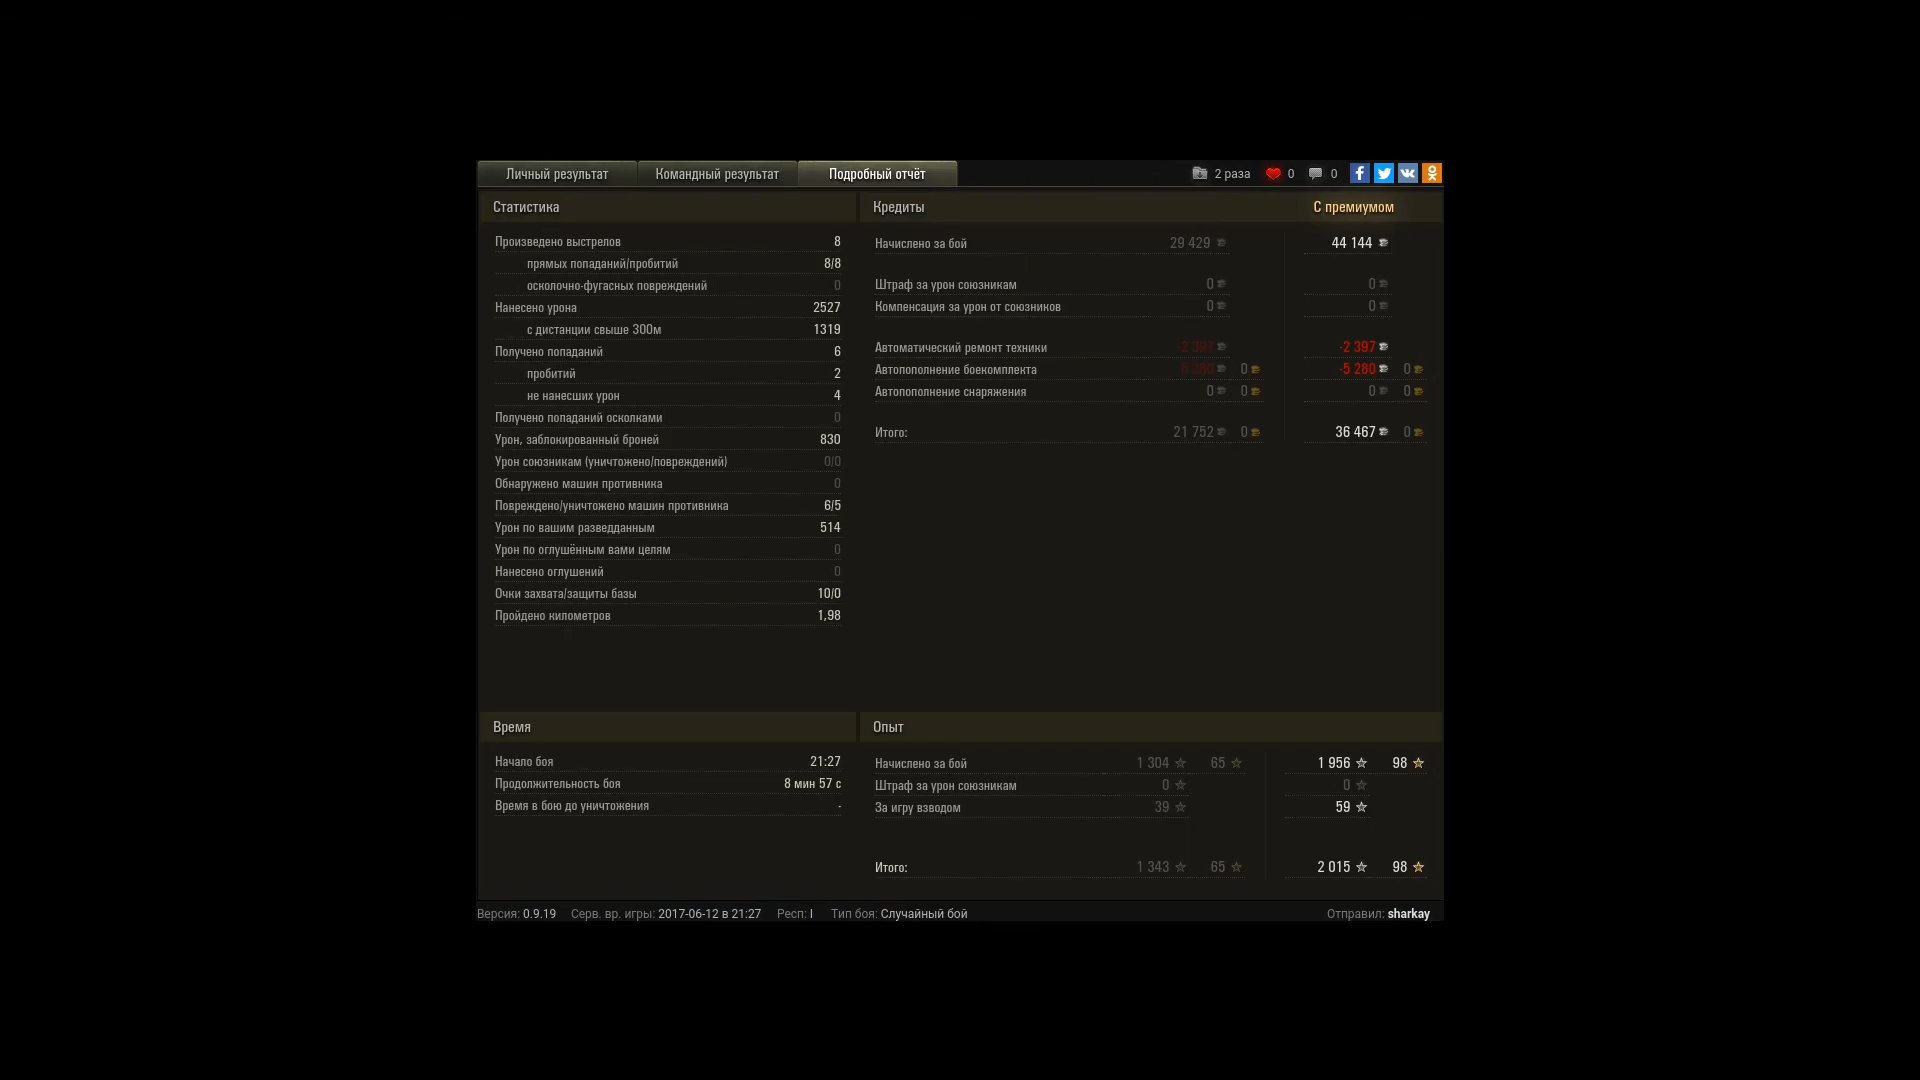 Личный результат Командный результат Подробный отчёт 2 раза 0 0
Статистика
Произведено выстрелов 8
прямых попаданий/пробитий 8/8
осколочно-фугасных повреждений 0
Нанесено урона 2527
с дистанции свыше 300м 1319
Получено попаданий 6
пробитий 2
не нанесших урон 4
Получено попаданий осколками 0
Урон, заблокированный броней 830
Урон союзникам (уничтожено/повреждений) 0/0
Обнаружено машин противника 0
Повреждено/уничтожено машин противника 6/5
Урон по вашим разведданным 514
Урон по оглушённым вами целям 0
Нанесено оглушений 0
Очки захвата/защиты базы 10/0
Пройдено километров 1,98
Кредиты С премиумом
Начислено за бой 29 429 44 144
Штраф за урон союзникам 0 0
Компенсация за урон от союзников 0 0
Автоматический ремонт техники -2 397 -2 397
Автопополнение боекомплекта -5 280 0 -5 280 0
Автопополнение снаряжения 0 0 0 0
Итого: 21 752 0 36 467 0
Время
Начало боя 21:27
Продолжительность боя 8 мин 57 с
Время в бою до уничтожения -
Опыт
Начислено за бой 1 304 65 1 956 98
Штраф за урон союзникам 0 0
За игру взводом 39 59
Итого: 1 343 65 2 015 98
Версия: 0.9.19 Серв. вр. игры: 2017-06-12 в 21:27 Респ: I Тип боя: Случайный бой Отправил: sharkay